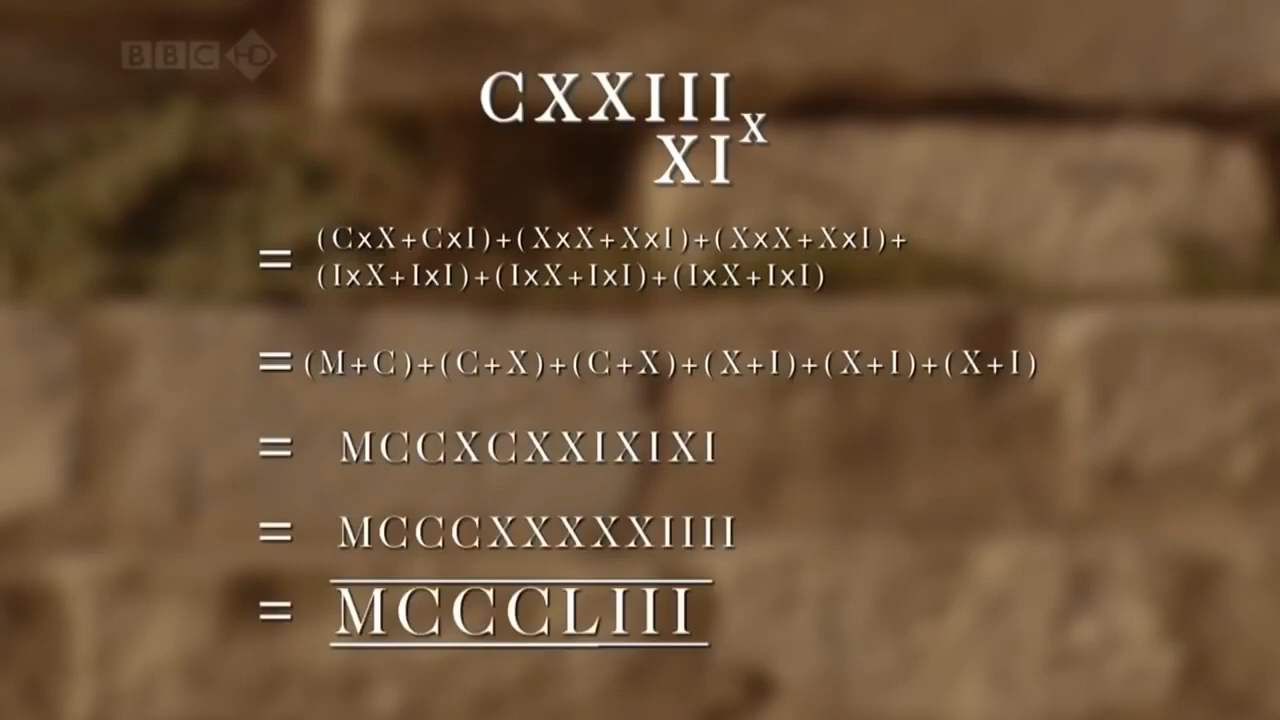 BBC HD
CXXIII
x
XI
= (CxX+CxI)+(XxX+XxI)+(XxX+XxI)+
(IxX+IxI)+(IxX+IxI)+(IxX+IxI)
= (M+C)+(C+X)+(C+X)+(X+I)+(X+I)+(X+I)
= MCCXCXXIXIXI
= MCCCXXXXXIIII
= MCCCLIII